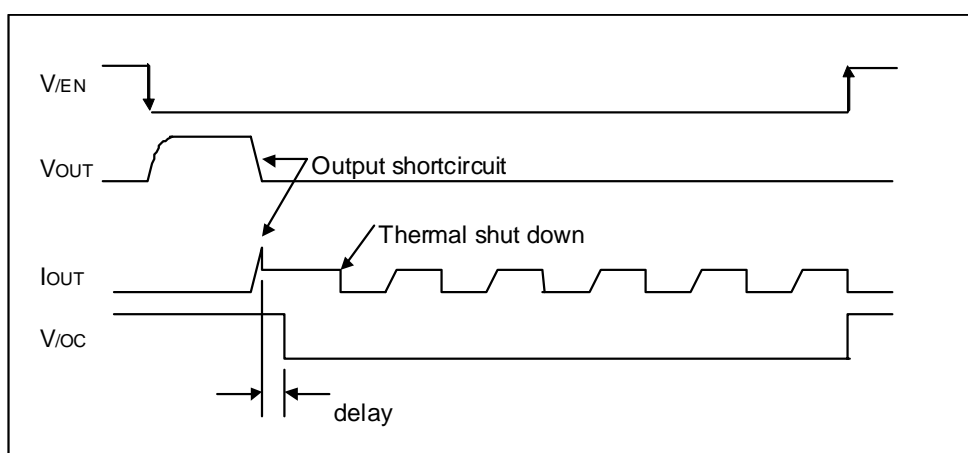 V/EN
VOUT
Output shortcircuit
Thermal shut down
IOUT
V/OC
delay